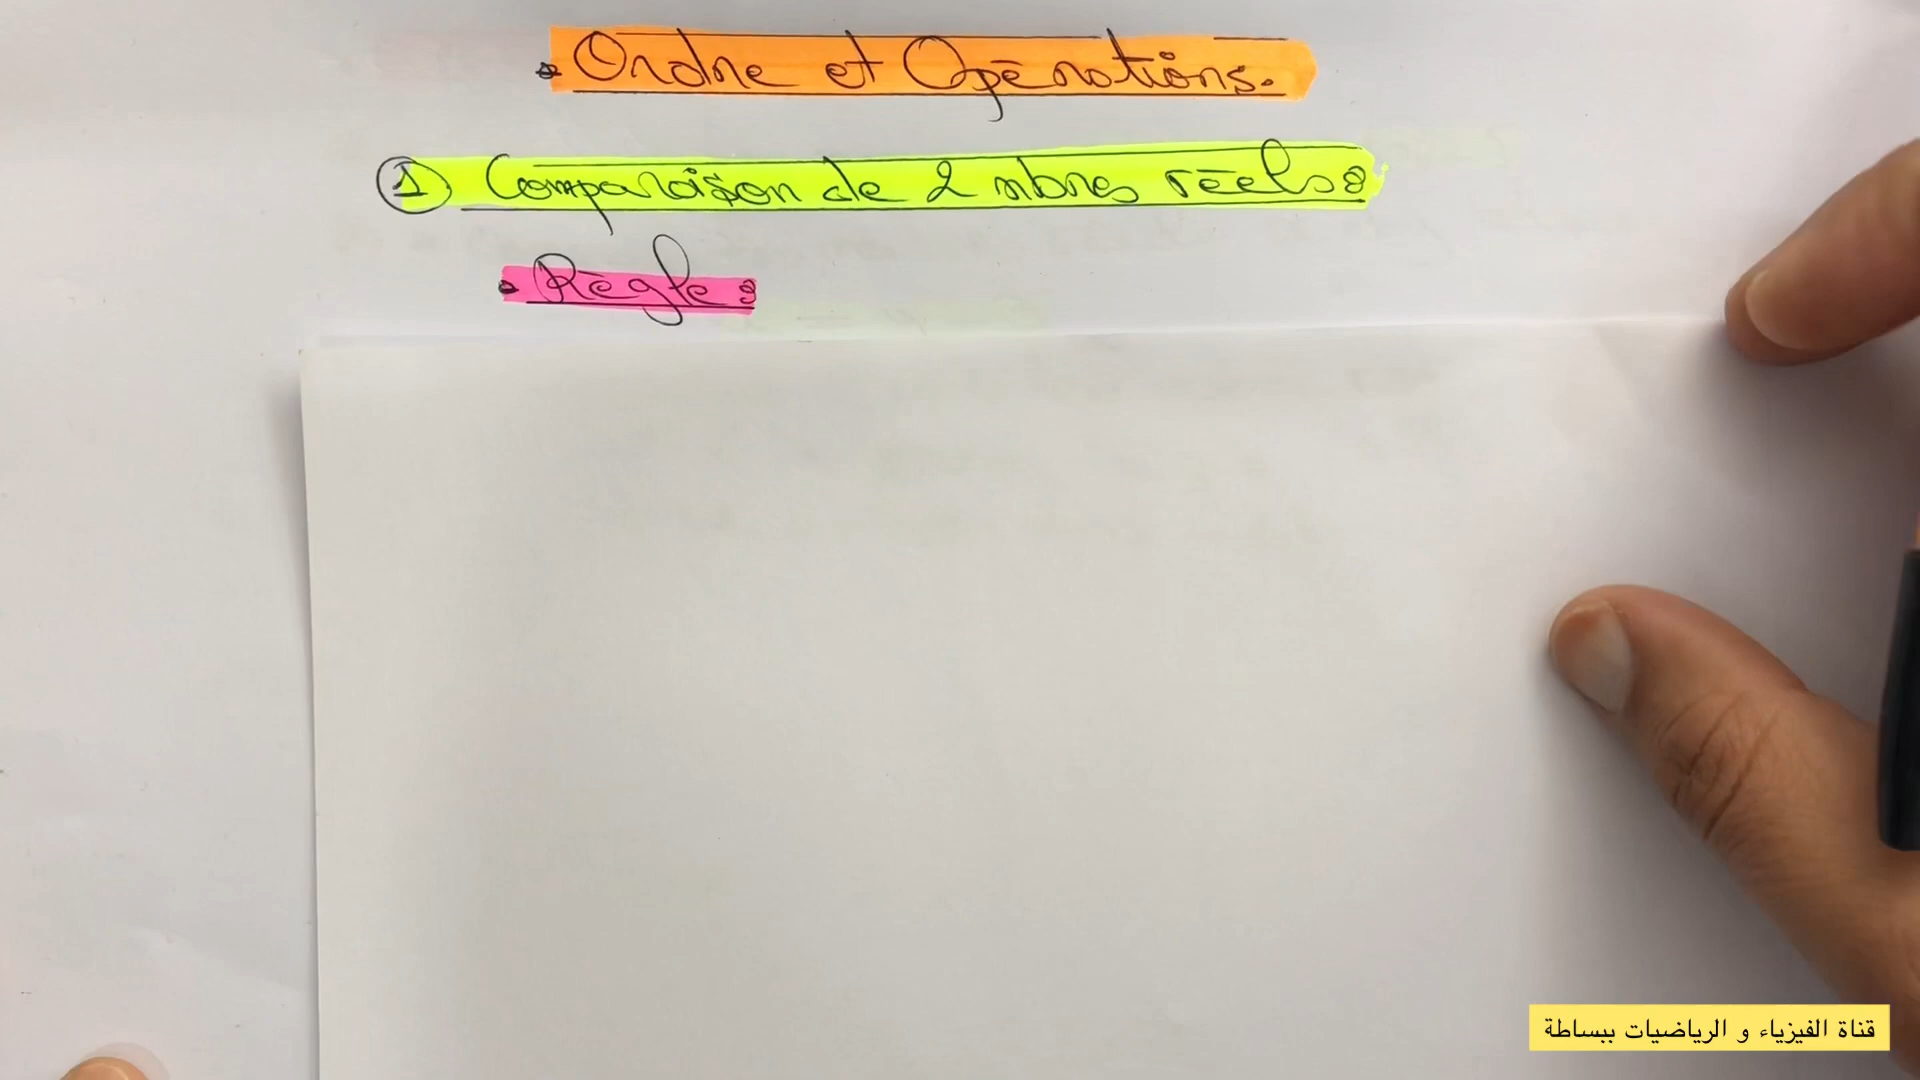 Ordre et Opérations.
① Comparaison de 2 nbres réels :
Règle :
قناة الفيزياء و الرياضيات ببساطة